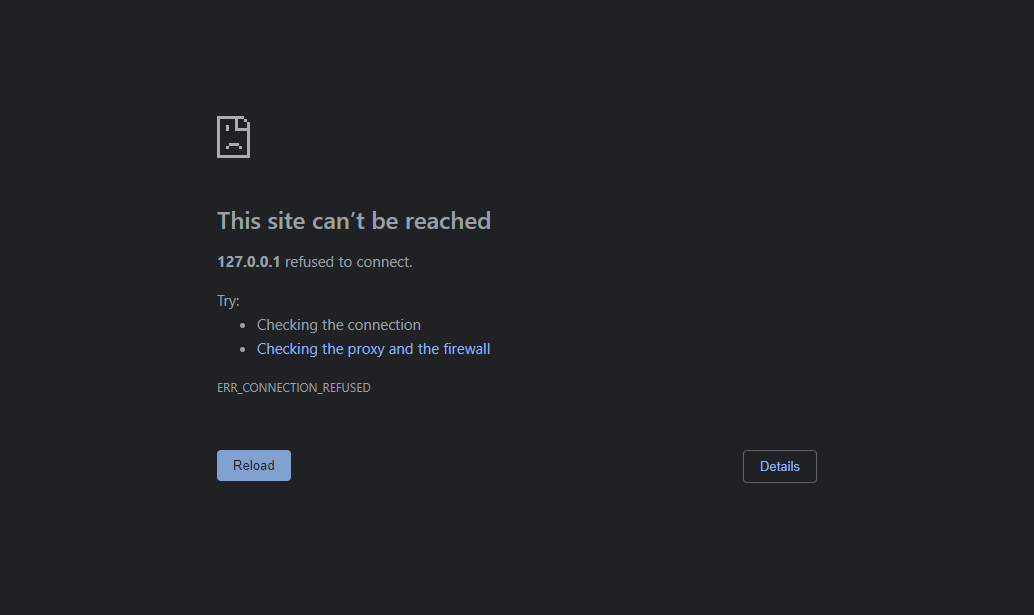 This site can’t be reached
127.0.0.1 refused to connect.
Try:
• Checking the connection
• Checking the proxy and the firewall
ERR_CONNECTION_REFUSED
Reload
Details